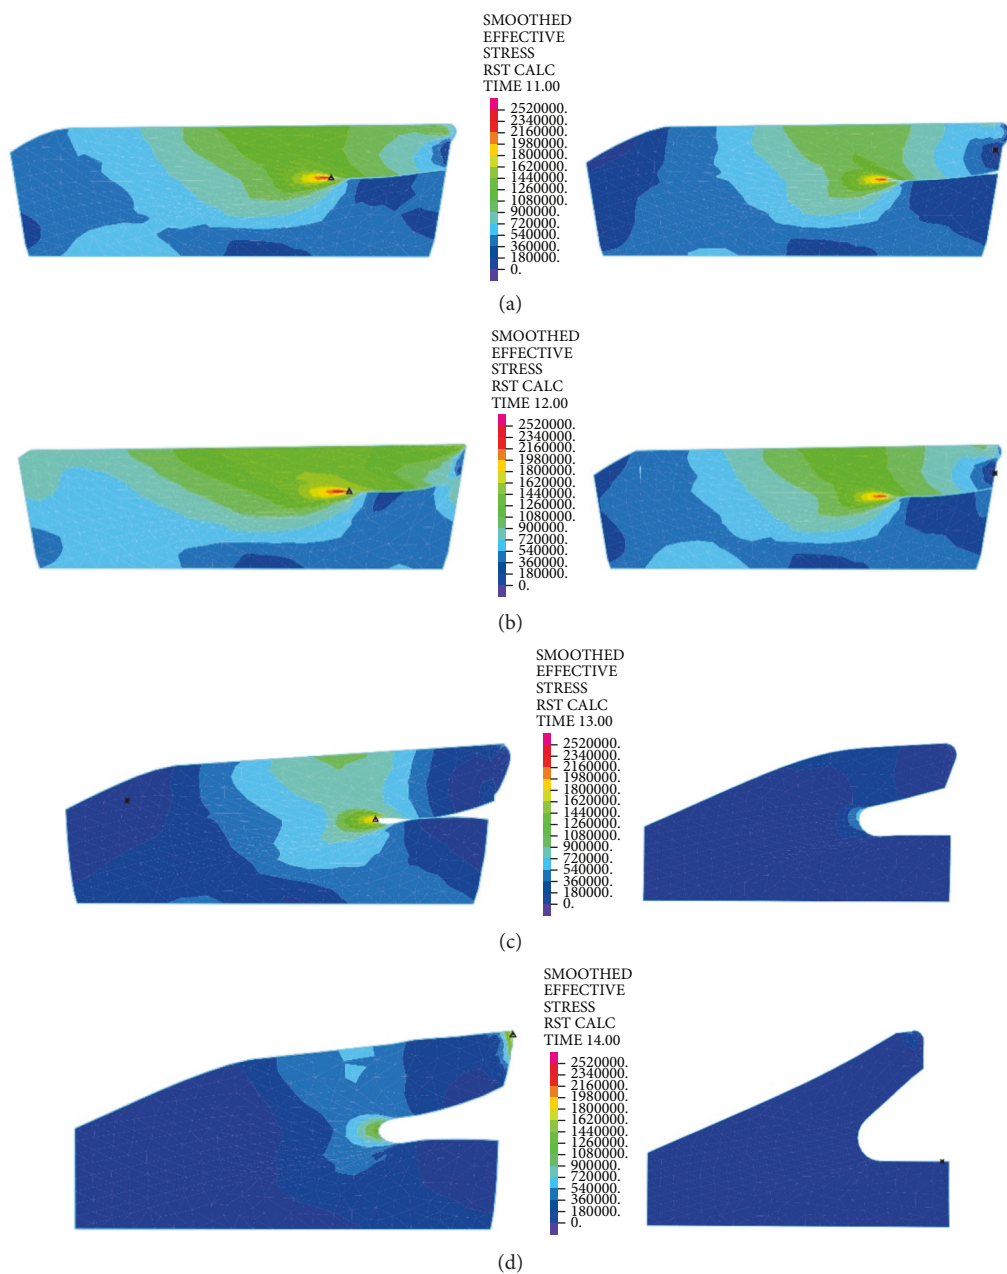 SMOOTHED
EFFECTIVE
STRESS
RST CALC
TIME 11.00
2520000.
2340000.
2160000.
1980000.
1800000.
1620000.
1440000.
1260000.
1080000.
900000.
720000.
540000.
360000.
180000.
0.
(a)
SMOOTHED
EFFECTIVE
STRESS
RST CALC
TIME 12.00
2520000.
2340000.
2160000.
1980000.
1800000.
1620000.
1440000.
1260000.
1080000.
900000.
720000.
540000.
360000.
180000.
0.
(b)
SMOOTHED
EFFECTIVE
STRESS
RST CALC
TIME 13.00
2520000.
2340000.
2160000.
1980000.
1800000.
1620000.
1440000.
1260000.
1080000.
900000.
720000.
540000.
360000.
180000.
0.
(c)
SMOOTHED
EFFECTIVE
STRESS
RST CALC
TIME 14.00
2520000.
2340000.
2160000.
1980000.
1800000.
1620000.
1440000.
1260000.
1080000.
900000.
720000.
540000.
360000.
180000.
0.
(d)